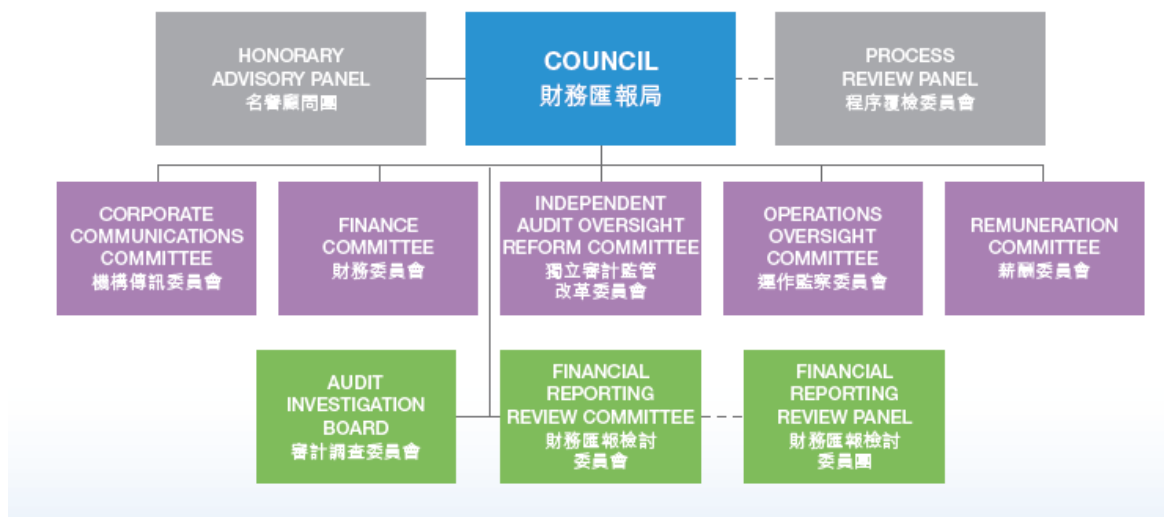 HONORARY
ADVISORY PANEL
名譽顧問團
COUNCIL
財務匯報局
PROCESS
REVIEW PANEL
程序覆檢委員會
CORPORATE
COMMUNICATIONS
COMMITTEE
機構傳訊委員會
FINANCE
COMMITTEE
財務委員會
INDEPENDENT
AUDIT OVERSIGHT
REFORM COMMITTEE
獨立審計監管
改革委員會
OPERATIONS
OVERSIGHT
COMMITTEE
運作監察委員會
REMUNERATION
COMMITTEE
薪酬委員會
AUDIT
INVESTIGATION
BOARD
審計調查委員會
FINANCIAL
REPORTING
REVIEW COMMITTEE
財務匯報檢討
委員會
FINANCIAL
REPORTING
REVIEW PANEL
財務匯報檢討
委員團